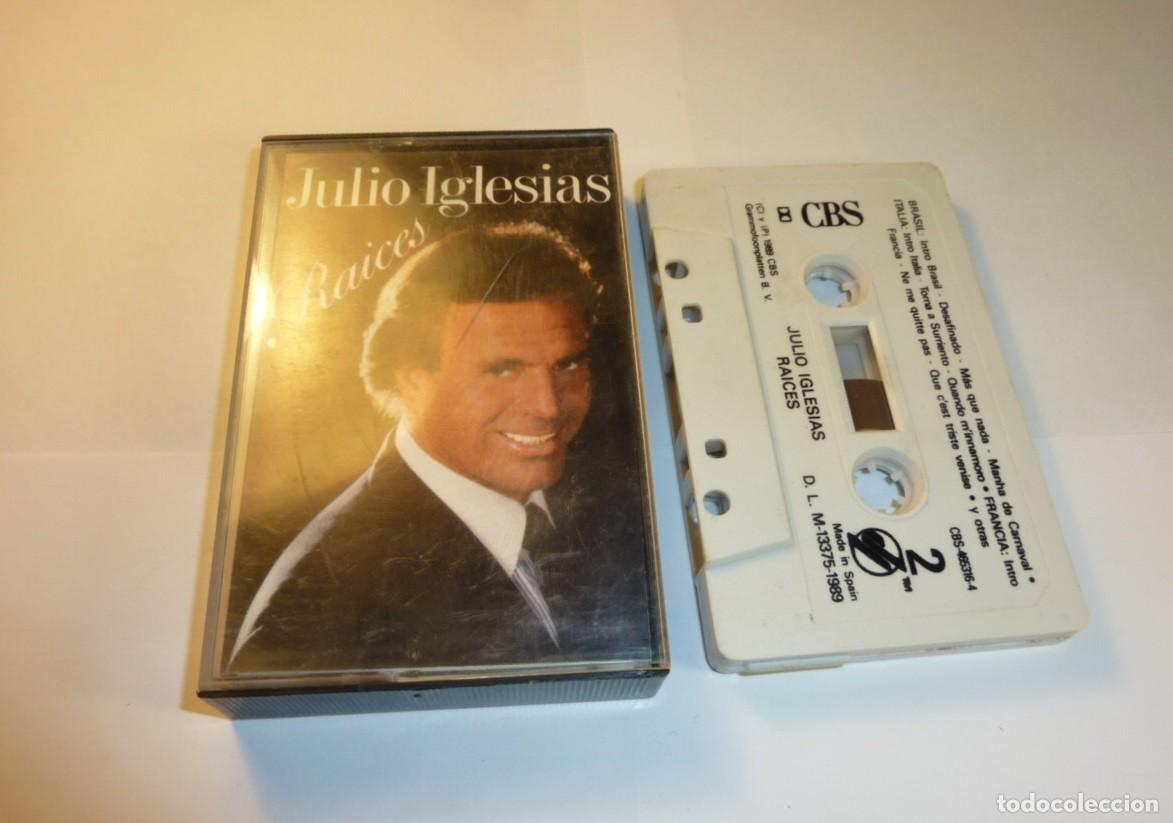 Julio Iglesias
Raices
CBS
(C) y (P) 1989 CBS
Grammofoonplatten B. V.
BRASIL: Intro Brasil - Desafinado - Más que nada - Manha de Carnaval •
ITALIA: Intro Italia - Torna a Surriento - Quando m'innamoro • FRANCIA: Intro
Francia - Ne me quitte pas - Que c'est triste venise • Y otras
CBS-465316-4
JULIO IGLESIAS
RAICES
2
TM
D. L. M-13375-1989
Made in Spain
todocoleccion